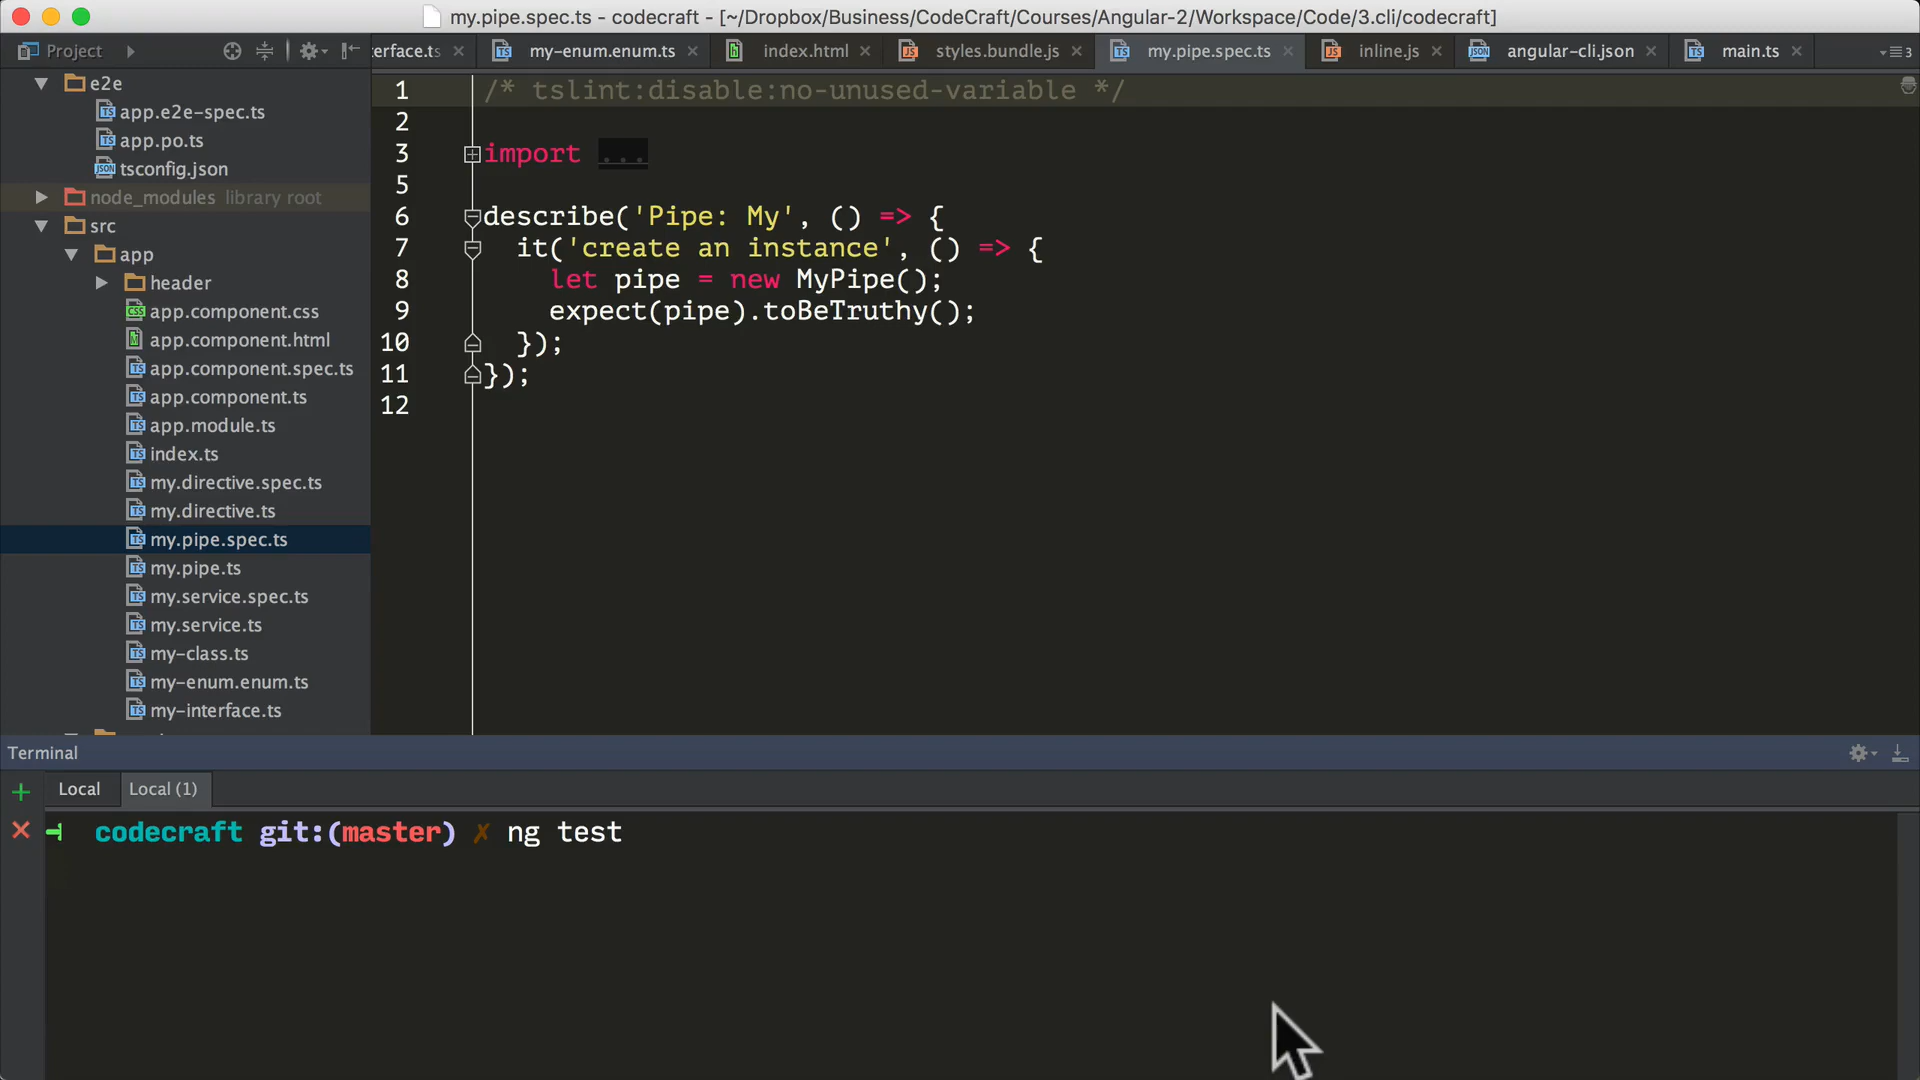 my.pipe.spec.ts - codecraft - [~/Dropbox/Business/CodeCraft/Courses/Angular-2/Workspace/Code/3.cli/codecraft]
Project
terface.ts
my-enum.enum.ts
index.html
styles.bundle.js
my.pipe.spec.ts
inline.js
angular-cli.json
main.ts
3
e2e
app.e2e-spec.ts
app.po.ts
tsconfig.json
node_modules library root
src
app
header
app.component.css
app.component.html
app.component.spec.ts
app.component.ts
app.module.ts
index.ts
my.directive.spec.ts
my.directive.ts
my.pipe.spec.ts
my.pipe.ts
my.service.spec.ts
my.service.ts
my-class.ts
my-enum.enum.ts
my-interface.ts
1 /* tslint:disable:no-unused-variable */
2
3 import ...
5
6 describe('Pipe: My', () => {
7 it('create an instance', () => {
8 let pipe = new MyPipe();
9 expect(pipe).toBeTruthy();
10 });
11 });
12
Terminal
Local
Local (1)
codecraft git:(master) ✗ ng test